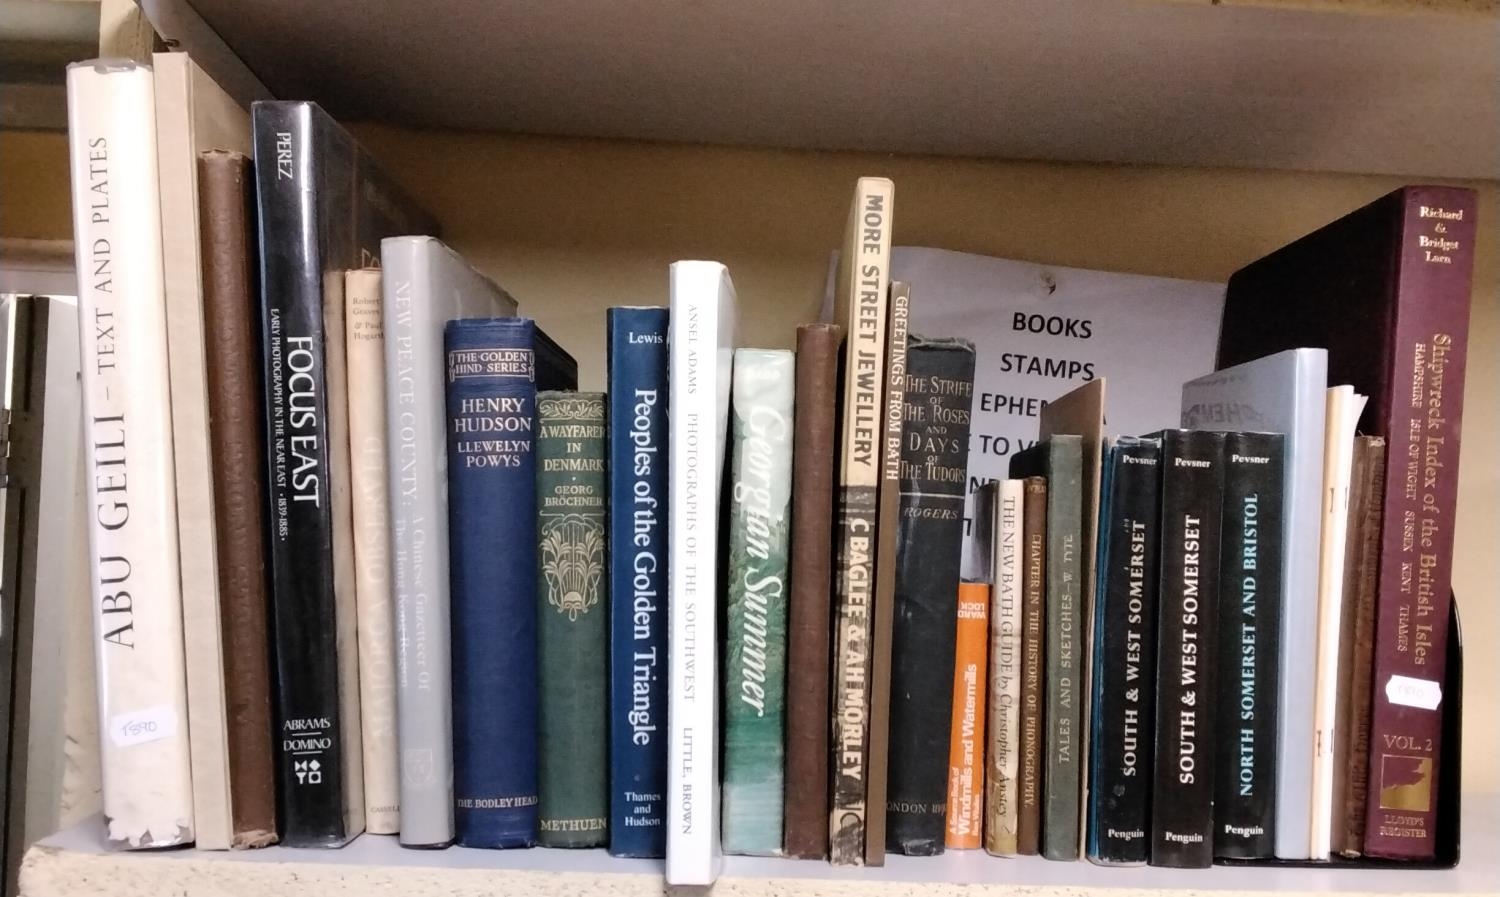 ABU GEILI – TEXT AND PLATES
PEREZ
FOCUS EAST
EARLY PHOTOGRAPHY IN THE NEAR EAST · 1839-1885 ·
ABRAMS
DOMINO
Robert
Graves
& Paul
Hogarth
CASSELL
NEW PEACE COUNTY: A Chinese Gazetteer Of
The Hong Kong Region
THE·GOLDEN
HIND·SERIES
HENRY
HUDSON
LLEWELYN
POWYS
THE BODLEY HEAD
A WAYFARER
IN
DENMARK
GEORG
BRÖCHNER
METHUEN
Lewis
Peoples of the Golden Triangle
Thames
and
Hudson
ANSEL ADAMS PHOTOGRAPHS OF THE SOUTHWEST LITTLE, BROWN
Georgian Summer
MORE STREET JEWELLERY
C BAGLEE & AH MORLEY
GREETINGS FROM BATH
THE STRIFE
OF
THE ROSES
AND
DAYS
OF
THE TUDORS
ROGERS
BOOKS
STAMPS
TO
WARD
LOCK
Windmills and Watermills
THE NEW BATH GUIDE by Christopher Anstey
CHAPTER IN THE HISTORY OF PHONOGRAPHY.
TALES AND SKETCHES.—W. TYTE.
Pevsner
SOUTH & WEST SOMERSET
Penguin
Pevsner
SOUTH & WEST SOMERSET
Penguin
Pevsner
NORTH SOMERSET AND BRISTOL
Penguin
Richard
&
Bridget
Larn
Shipwreck Index of the British Isles
HAMPSHIRE ISLE OF WIGHT SUSSEX KENT THAMES
VOL. 2
LLOYD'S
REGISTER